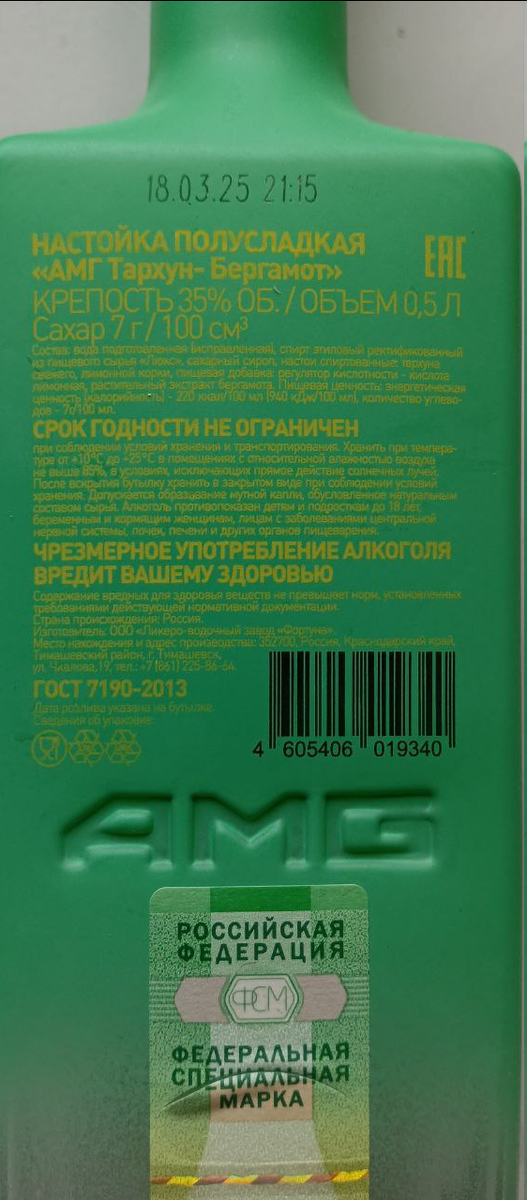 18.03.25 21:15
НАСТОЙКА ПОЛУСЛАДКАЯ
«АМГ Тархун- Бергамот»
EAC
КРЕПОСТЬ 35% ОБ. / ОБЪЕМ 0,5 Л
Сахар 7 г / 100 см³
Состав: вода подготовленная (исправленная), спирт этиловый ректификованный
из пищевого сырья «Люкс», сахарный сироп, настои спиртованные: тархуна
свежего, лимонной корки, пищевая добавка: регулятор кислотности - кислота
лимонная, растительный экстракт бергамота. Пищевая ценность: энергетическая
ценность (калорийность) - 220 ккал/100 мл (940 кДж/100 мл), количество углево-
дов - 7г/100 мл.
СРОК ГОДНОСТИ НЕ ОГРАНИЧЕН
при соблюдении условий хранения и транспортирования. Хранить при темпера-
туре от +10°С до +25°С в помещениях с относительной влажностью воздуха
не выше 85%, в условиях, исключающих прямое действие солнечных лучей.
После вскрытия бутылку хранить в закрытом виде при соблюдении условий
хранения. Допускается образование мутной капли, обусловленное натуральным
составом сырья. Алкоголь противопоказан детям и подросткам до 18 лет,
беременным и кормящим женщинам, лицам с заболеваниями центральной
нервной системы, почек, печени и других органов пищеварения.
ЧРЕЗМЕРНОЕ УПОТРЕБЛЕНИЕ АЛКОГОЛЯ
ВРЕДИТ ВАШЕМУ ЗДОРОВЬЮ
Содержание вредных для здоровья веществ не превышает норм, установленных
требованиями действующей нормативной документации.
Страна происхождения: Россия.
Изготовитель: ООО «Ликеро-водочный завод «Фортуна».
Место нахождения и адрес производства: 352700, Россия, Краснодарский край,
Тимашевский район, г. Тимашевск,
ул. Чкалова,19, тел.: +7 (861) 225-86-64.
ГОСТ 7190-2013
Дата розлива указана на бутылке.
Сведения об упаковке:
4 605406 019340
AMG
РОССИЙСКАЯ
ФЕДЕРАЦИЯ
ФСМ
ФЕДЕРАЛЬНАЯ
СПЕЦИАЛЬНАЯ
МАРКА